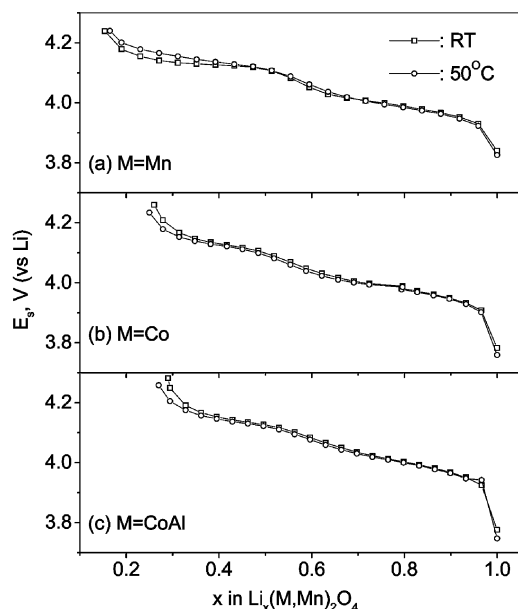 : RT
: 50°C
4.2
4.0
3.8
(a) M=Mn
4.2
4.0
3.8
(b) M=Co
4.2
4.0
3.8
(c) M=CoAl
Eₛ, V (vs Li)
0.2 0.4 0.6 0.8 1.0
x in Liₓ(M,Mn)₂O₄